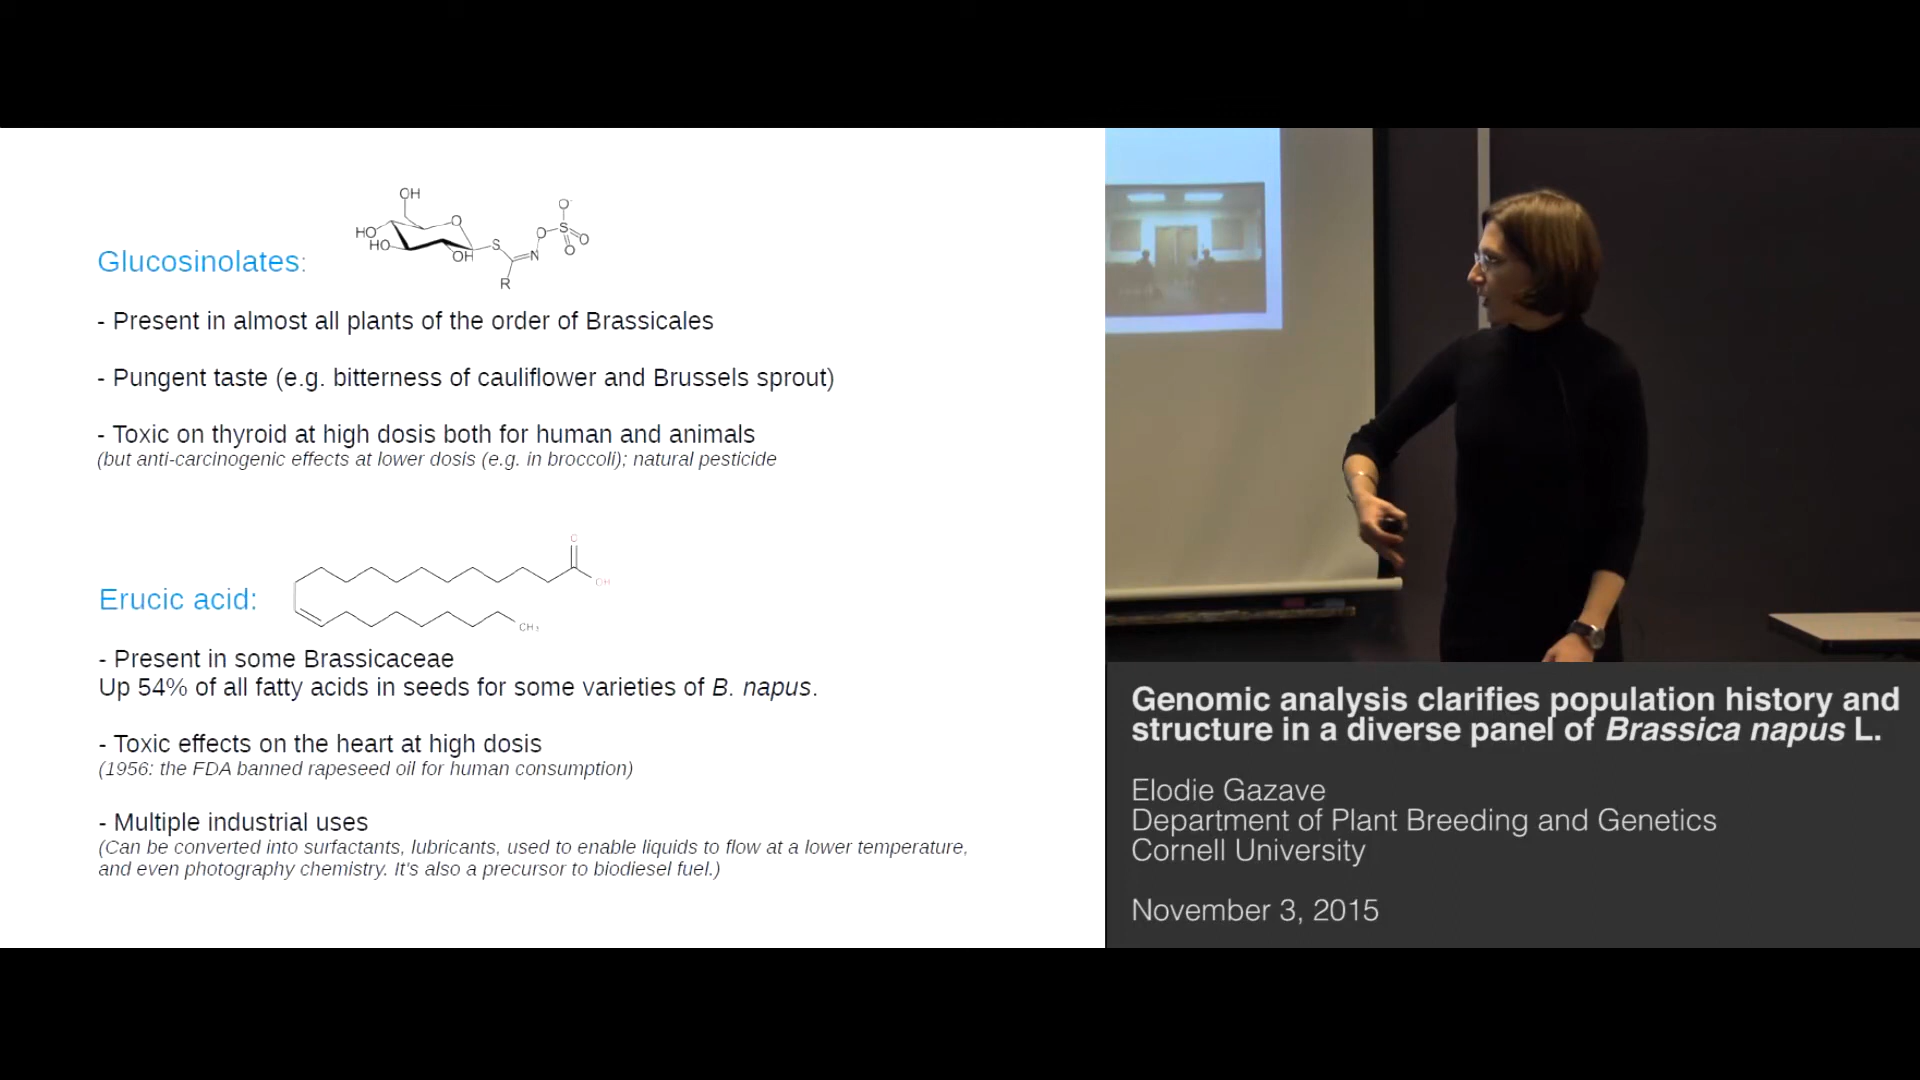 OH
O
HO
HO
OH
S
N
R
O
S
O-
O
O
Glucosinolates:
- Present in almost all plants of the order of Brassicales
- Pungent taste (e.g. bitterness of cauliflower and Brussels sprout)
- Toxic on thyroid at high dosis both for human and animals
(but anti-carcinogenic effects at lower dosis (e.g. in broccoli); natural pesticide
O
OH
CH3
Erucic acid:
- Present in some Brassicaceae
Up 54% of all fatty acids in seeds for some varieties of B. napus.
- Toxic effects on the heart at high dosis
(1956: the FDA banned rapeseed oil for human consumption)
- Multiple industrial uses
(Can be converted into surfactants, lubricants, used to enable liquids to flow at a lower temperature,
and even photography chemistry. It's also a precursor to biodiesel fuel.)
Genomic analysis clarifies population history and
structure in a diverse panel of Brassica napus L.
Elodie Gazave
Department of Plant Breeding and Genetics
Cornell University
November 3, 2015